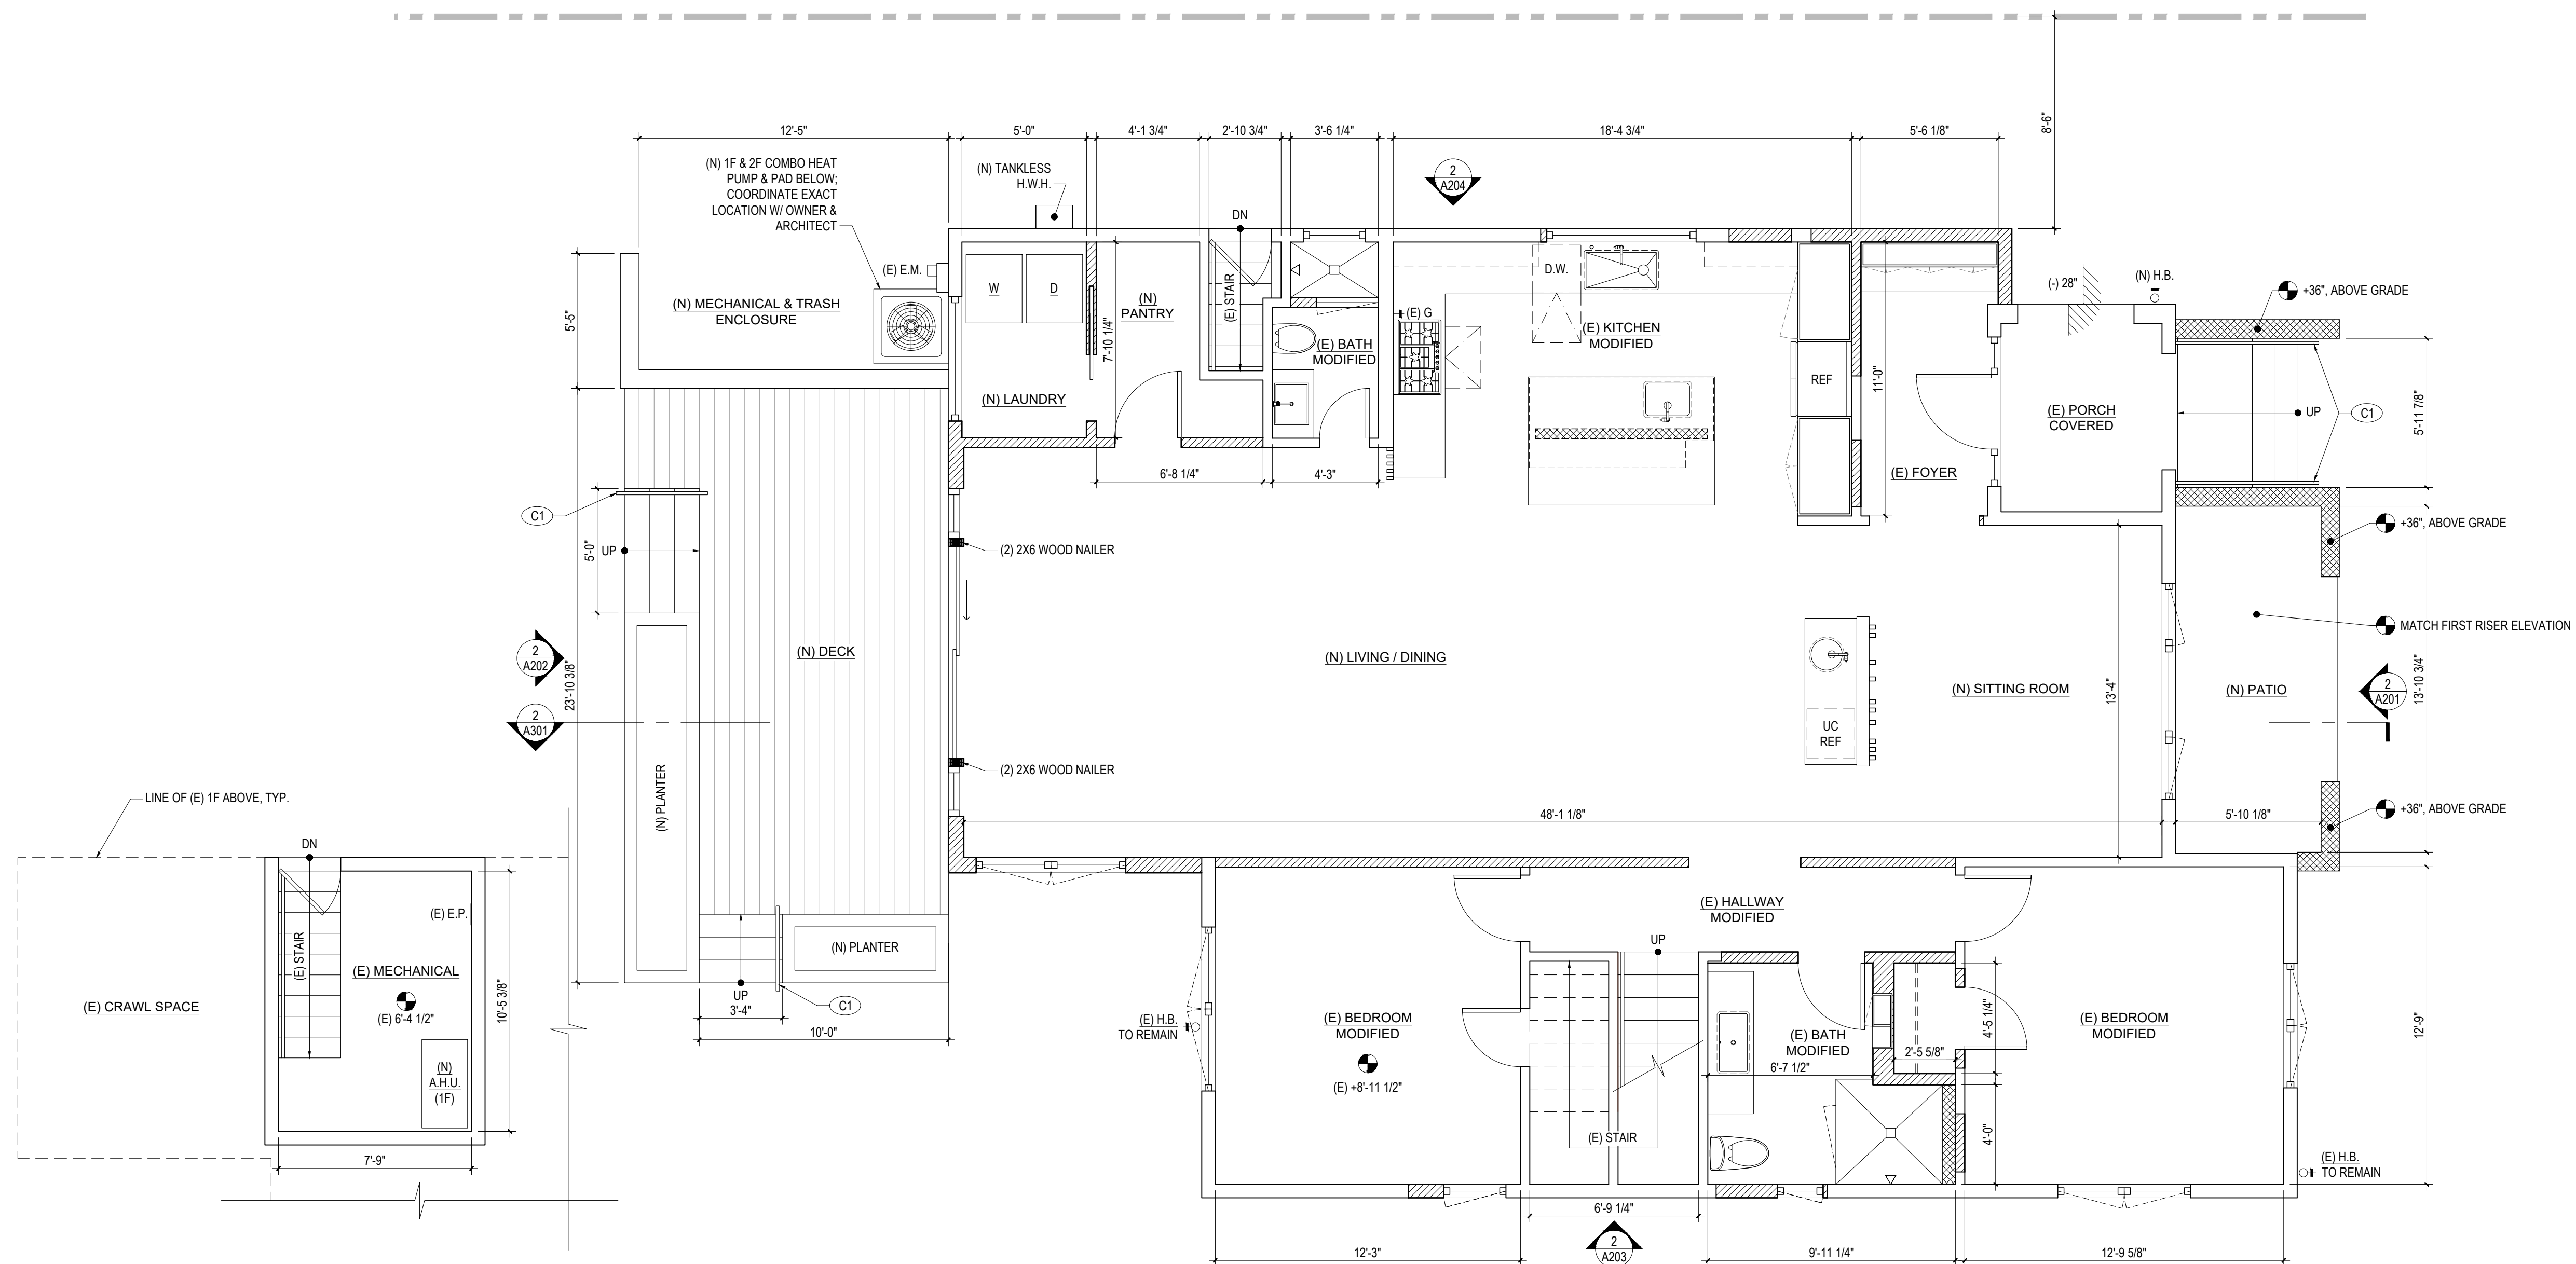 8'-6"
12'-5"
5'-0"
4'-1 3/4"
2'-10 3/4"
3'-6 1/4"
18'-4 3/4"
5'-6 1/8"
(N) 1F & 2F COMBO HEAT
PUMP & PAD BELOW;
COORDINATE EXACT
LOCATION W/ OWNER &
ARCHITECT
(N) TANKLESS
H.W.H.
2
A204
DN
(E) E.M.
W
D
(N)
PANTRY
(E) STAIR
D.W.
(-) 28"
(N) H.B.
+36", ABOVE GRADE
(N) MECHANICAL & TRASH
ENCLOSURE
5'-5"
7'-10 1/4"
(E) G
(E) BATH
MODIFIED
(E) KITCHEN
MODIFIED
REF
11'-0"
(N) LAUNDRY
(E) PORCH
COVERED
UP
C1
5'-11 7/8"
6'-8 1/4"
4'-3"
(E) FOYER
C1
5'-0"
UP
(2) 2X6 WOOD NAILER
+36", ABOVE GRADE
MATCH FIRST RISER ELEVATION
2
A202
(N) DECK
(N) LIVING / DINING
23'-10 3/8"
(N) SITTING ROOM
13'-4"
(N) PATIO
2
A201
13'-10 3/4"
2
A301
UC
REF
(2) 2X6 WOOD NAILER
(N) PLANTER
LINE OF (E) 1F ABOVE, TYP.
48'-1 1/8"
5'-10 1/8"
+36", ABOVE GRADE
DN
(E) E.P.
(E) STAIR
(E) MECHANICAL
(E) 6'-4 1/2"
(E) CRAWL SPACE
10'-5 3/8"
(N)
A.H.U.
(1F)
7'-9"
(N) PLANTER
UP
3'-4"
C1
10'-0"
(E) HALLWAY
MODIFIED
UP
(E) H.B.
TO REMAIN
(E) BEDROOM
MODIFIED
(E) +8'-11 1/2"
(E) BATH
MODIFIED
6'-7 1/2"
2'-5 5/8"
4'-5 1/4"
(E) BEDROOM
MODIFIED
12'-9"
(E) STAIR
4'-0"
(E) H.B.
TO REMAIN
6'-9 1/4"
2
A203
12'-3"
9'-11 1/4"
12'-9 5/8"